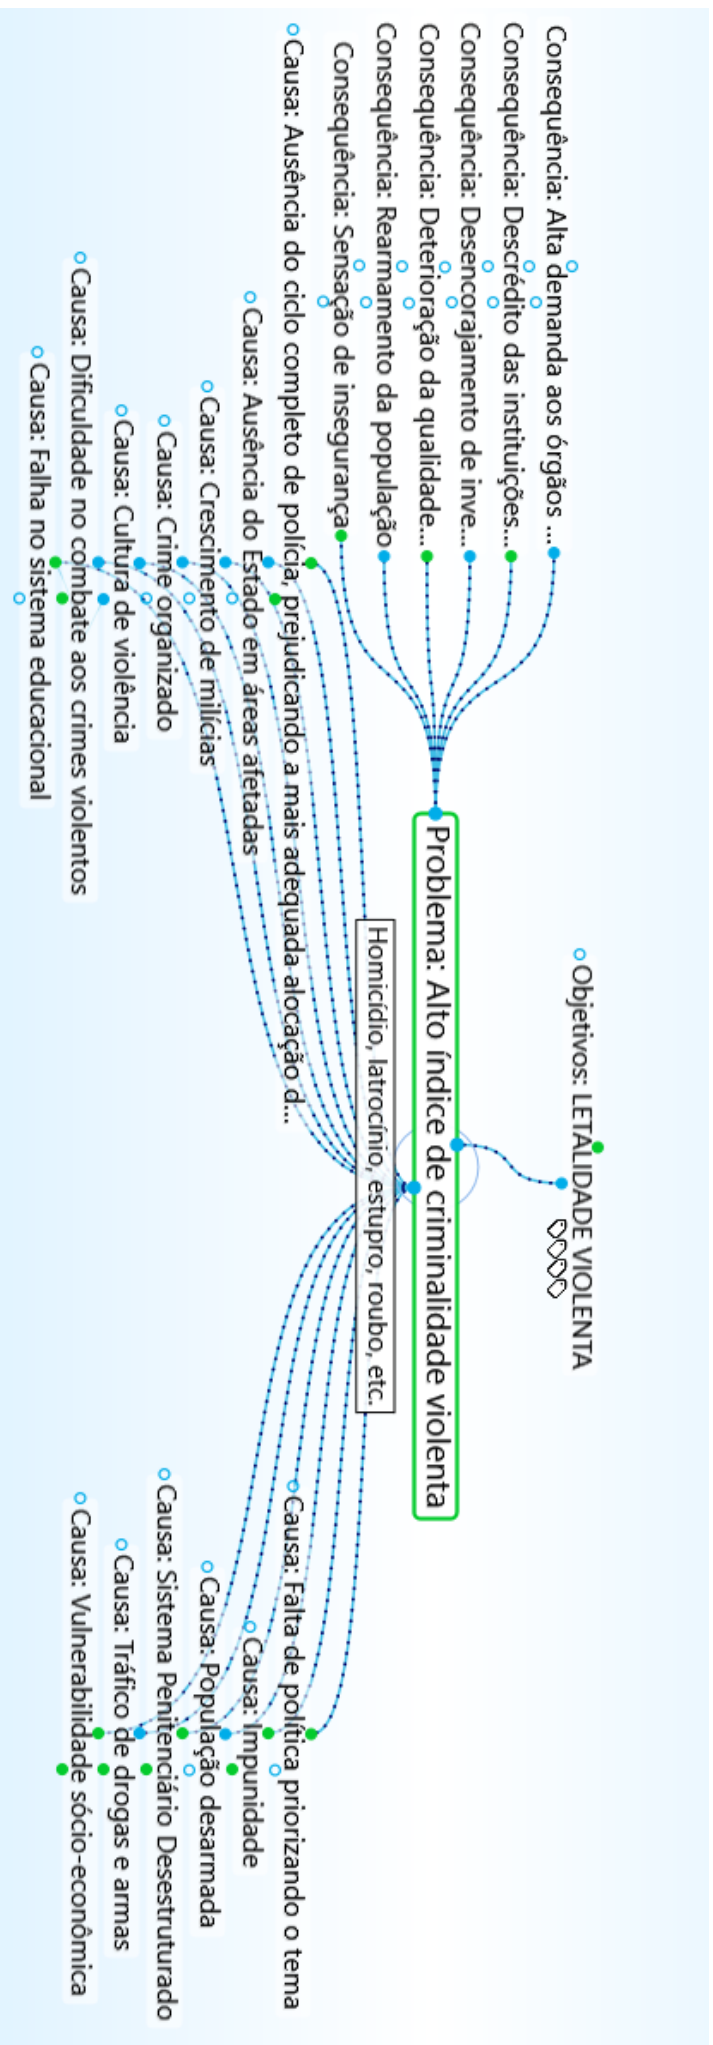 Objetivos: LETALIDADE VIOLENTA
Consequência: Alta demanda aos órgãos ...
Consequência: Descrédito das instituições...
Consequência: Desencorajamento de inve...
Consequência: Deterioração da qualidade...
Consequência: Rearmamento da população
Consequência: Sensação de insegurança
Problema: Alto índice de criminalidade violenta
Homicídio, latrocínio, estupro, roubo, etc.
Causa: Ausência do ciclo completo de polícia, prejudicando a mais adequada alocação d...
Causa: Ausência do Estado em áreas afetadas
Causa: Crescimento de milícias
Causa: Crime organizado
Causa: Cultura de violência
Causa: Dificuldade no combate aos crimes violentos
Causa: Falha no sistema educacional
Causa: Falta de política priorizando o tema
Causa: Impunidade
Causa: População desarmada
Causa: Sistema Penitenciário Desestruturado
Causa: Tráfico de drogas e armas
Causa: Vulnerabilidade sócio-econômica